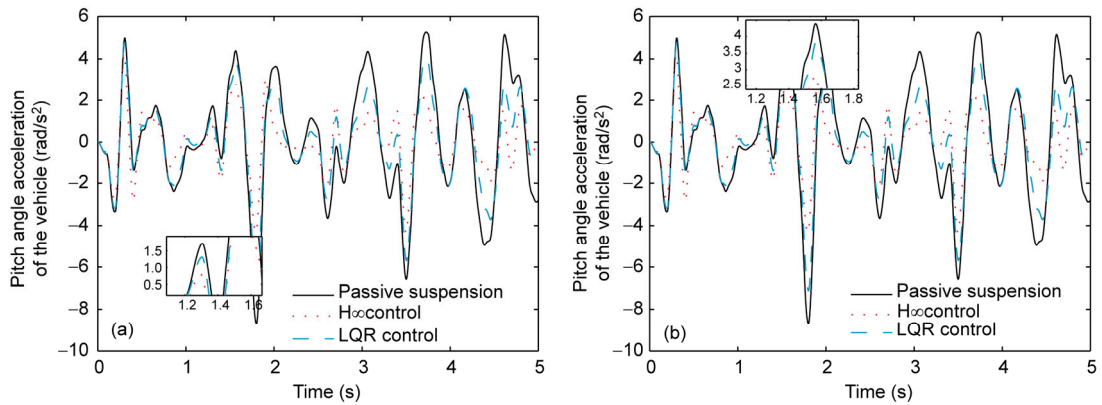 6
4
2
0
−2
−4
−6
−8
−10
Pitch angle acceleration
of the vehicle (rad/s²)
1.5
1.0
0.5
1.2 1.4 1.6
Passive suspension
H∞control
LQR control
(a)
0 1 2 3 4 5
Time (s)
6
4
2
0
−2
−4
−6
−8
−10
Pitch angle acceleration
of the vehicle (rad/s²)
4.5
4
3.5
3
2.5
1.2 1.4 1.6 1.8
Passive suspension
H∞control
LQR control
(b)
0 1 2 3 4 5
Time (s)